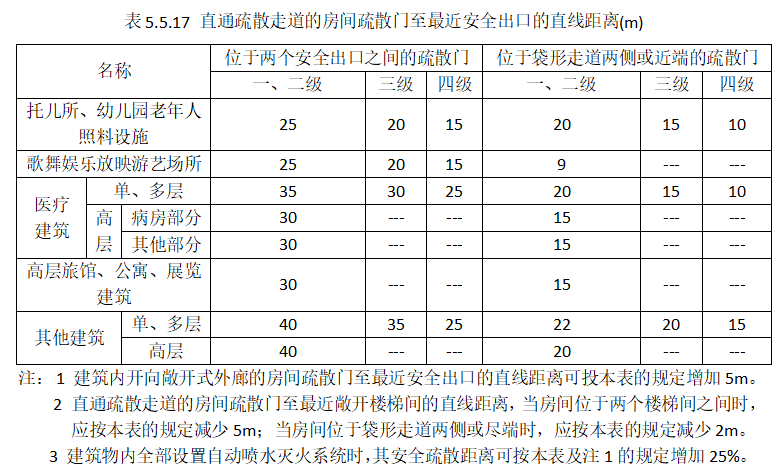 表 5.5.17 直通疏散走道的房间疏散门至最近安全出口的直线距离(m)
名称 位于两个安全出口之间的疏散门 位于袋形走道两侧或近端的疏散门
一、二级 三级 四级 一、二级 三级 四级
托儿所、幼儿园老年人照料设施 25 20 15 20 15 10
歌舞娱乐放映游艺场所 25 20 15 9 --- ---
医疗建筑 单、多层 35 30 25 20 15 10
高层 病房部分 30 --- --- 15 --- ---
其他部分 30 --- --- 15 --- ---
高层旅馆、公寓、展览建筑 30 --- --- 15 --- ---
其他建筑 单、多层 40 35 25 22 20 15
高层 40 --- --- 20 --- ---
注： 1 建筑内开向敞开式外廊的房间疏散门至最近安全出口的直线距离可投本表的规定增加 5m。
2 直通疏散走道的房间疏散门至最近敞开楼梯间的直线距离，当房间位于两个楼梯间之间时，
应按本表的规定减少 5m；当房间位于袋形走道两侧或尽端时，应按本表的规定减少 2m。
3 建筑物内全部设置自动喷水灭火系统时，其安全疏散距离可按本表及注 1 的规定增加 25%。